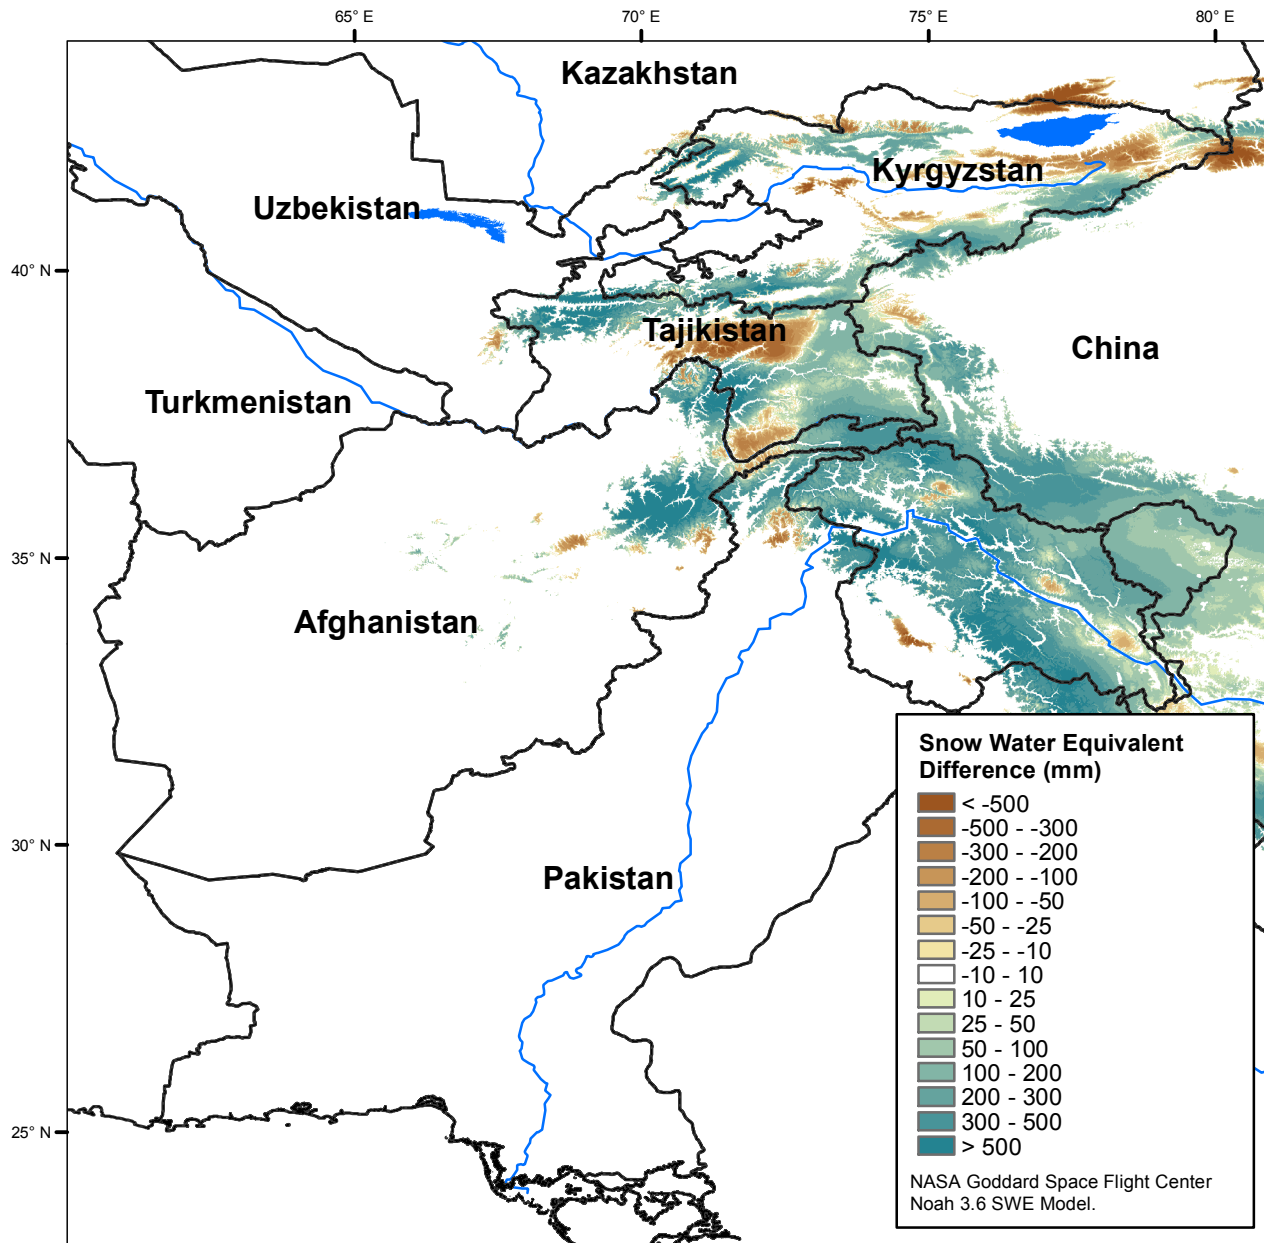 65° E
70° E
75° E
80° E
Kazakhstan
Kyrgyzstan
Uzbekistan
40° N
Tajikistan
China
Turkmenistan
35° N
Afghanistan
Snow Water Equivalent
Difference (mm)
< -500
-500 - -300
-300 - -200
-200 - -100
-100 - -50
-50 - -25
-25 - -10
-10 - 10
10 - 25
25 - 50
50 - 100
100 - 200
200 - 300
300 - 500
> 500
30° N
Pakistan
25° N
NASA Goddard Space Flight Center
Noah 3.6 SWE Model.